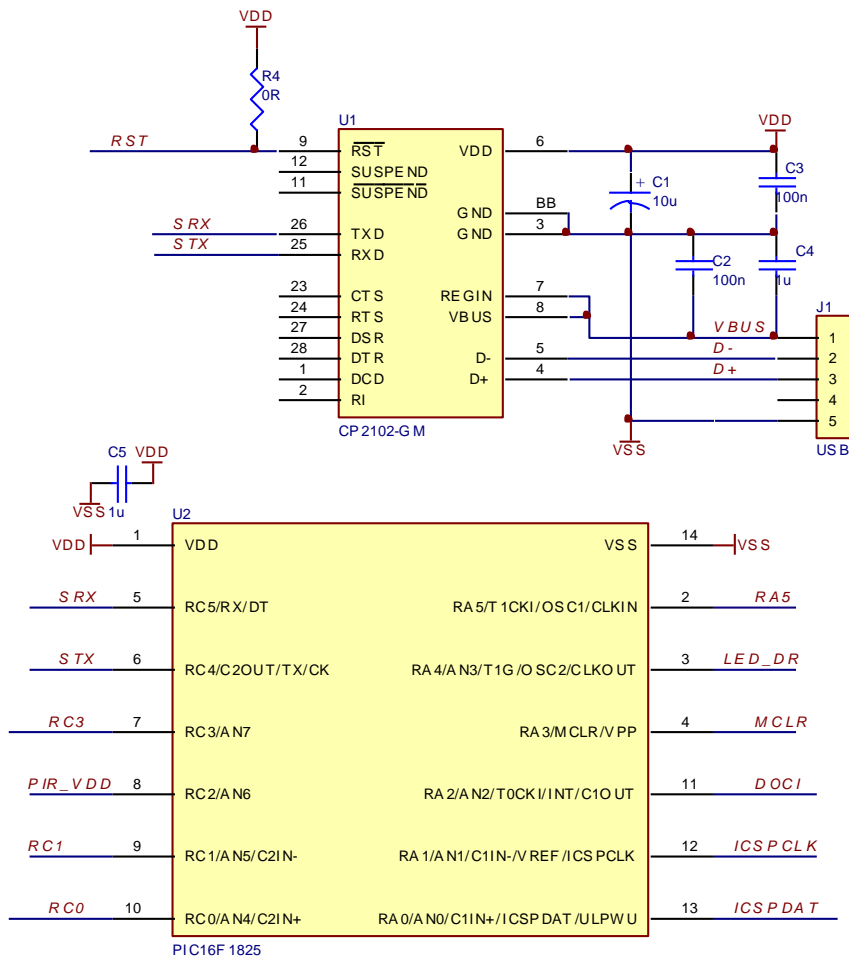 VDD
R4
0R
U1
RST
9
RST
12
SUSPEND
11
SUSPEND
SRX
26
TXD
STX
25
RXD
23
CTS
24
RTS
27
DSR
28
DTR
1
DCD
2
RI
VDD
6
GND
BB
GND
3
REGIN
7
VBUS
8
D-
5
D+
4
CP2102-GM
+
C1
10u
VDD
C3
100n
C2
100n
C4
1u
J1
VBUS
1
D-
2
D+
3
4
5
VSS
USB
C5
VDD
VSS
1u
U2
VDD
1
VDD
SRX
5
RC5/RX/DT
STX
6
RC4/C2OUT/TX/CK
RC3
7
RC3/AN7
PIR_VDD
8
RC2/AN6
RC1
9
RC1/AN5/C2IN-
RC0
10
RC0/AN4/C2IN+
VSS
14
VSS
RA5/T1CKI/OSC1/CLKIN
2
RA5
RA4/AN3/T1G/OSC2/CLKOUT
3
LED_DR
RA3/MCLR/VPP
4
MCLR
RA2/AN2/T0CKI/INT/C1OUT
11
DOCI
RA1/AN1/C1IN-/VREF/ICSPCLK
12
ICSPCLK
RA0/AN0/C1IN+/ICSPDAT/ULPWU
13
ICSPDAT
PIC16F1825